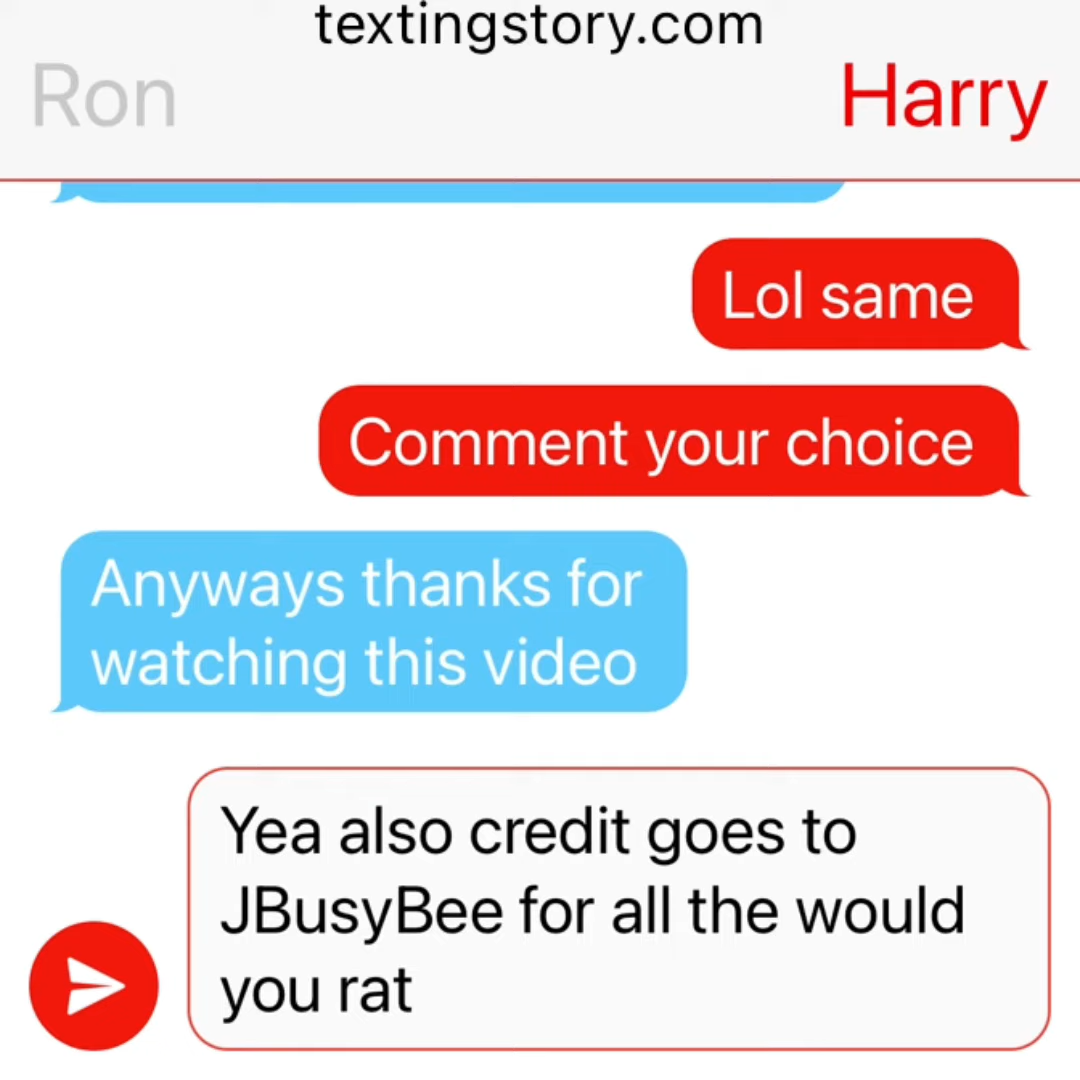 textingstory.com
Ron
Harry
Lol same
Comment your choice
Anyways thanks for
watching this video
Yea also credit goes to
JBusyBee for all the would
you rat